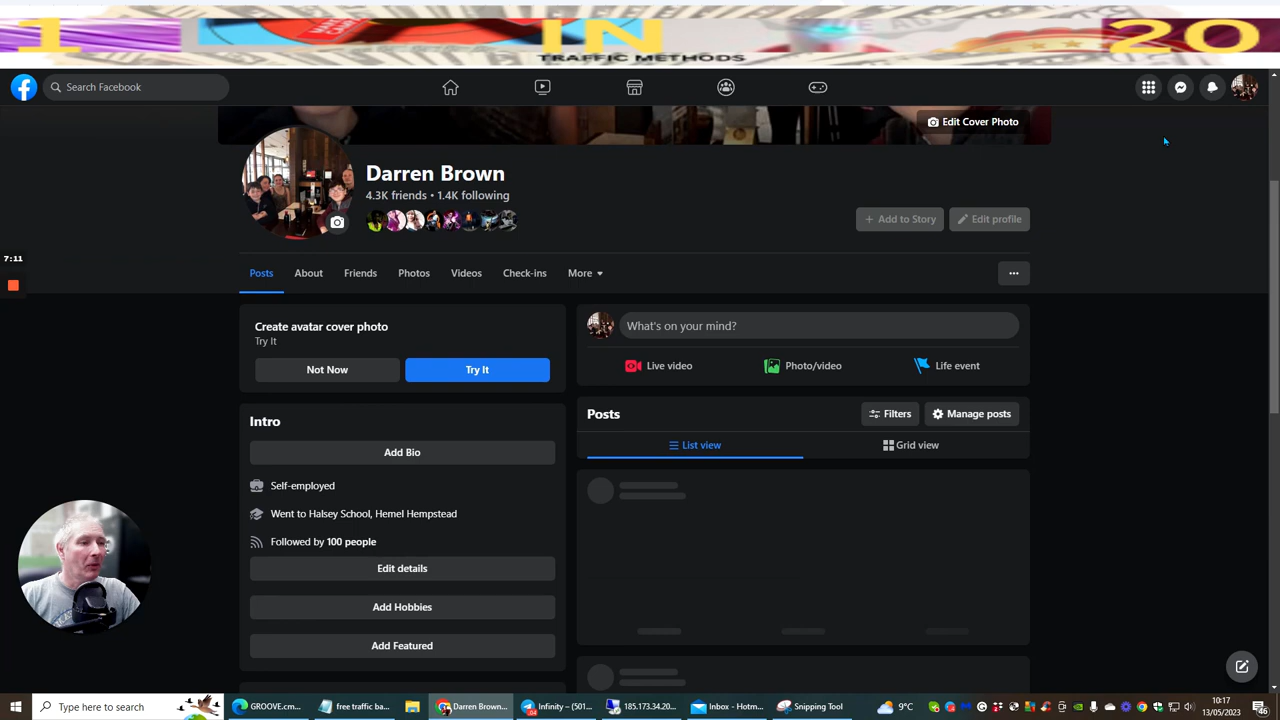 1 IN 20
TRAFFIC METHODS
Search Facebook
Edit Cover Photo
Darren Brown
4.3K friends • 1.4K following
+ Add to Story
Edit profile
7:11
Posts About Friends Photos Videos Check-ins More
Create avatar cover photo
Try It
Not Now
Try It
What's on your mind?
Live video
Photo/video
Life event
Intro
Add Bio
Self-employed
Went to Halsey School, Hemel Hempstead
Followed by 100 people
Edit details
Add Hobbies
Add Featured
Posts
Filters
Manage posts
List view
Grid view
Type here to search
GROOVE.cm...
free traffic ba...
Darren Brown...
Infinity – (501...
185.173.34.20...
Inbox - Hotm...
Snipping Tool
9°C
10:17
13/05/2023